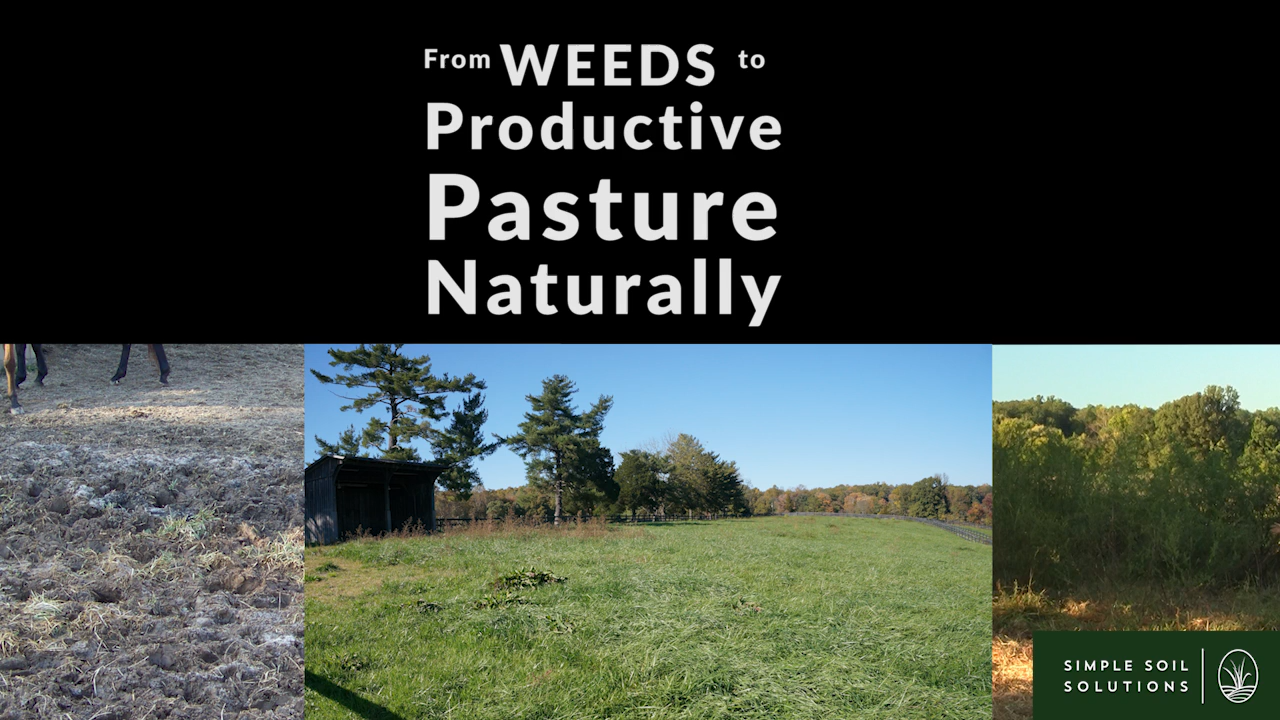 From WEEDS to
Productive
Pasture
Naturally
SIMPLE SOIL
SOLUTIONS